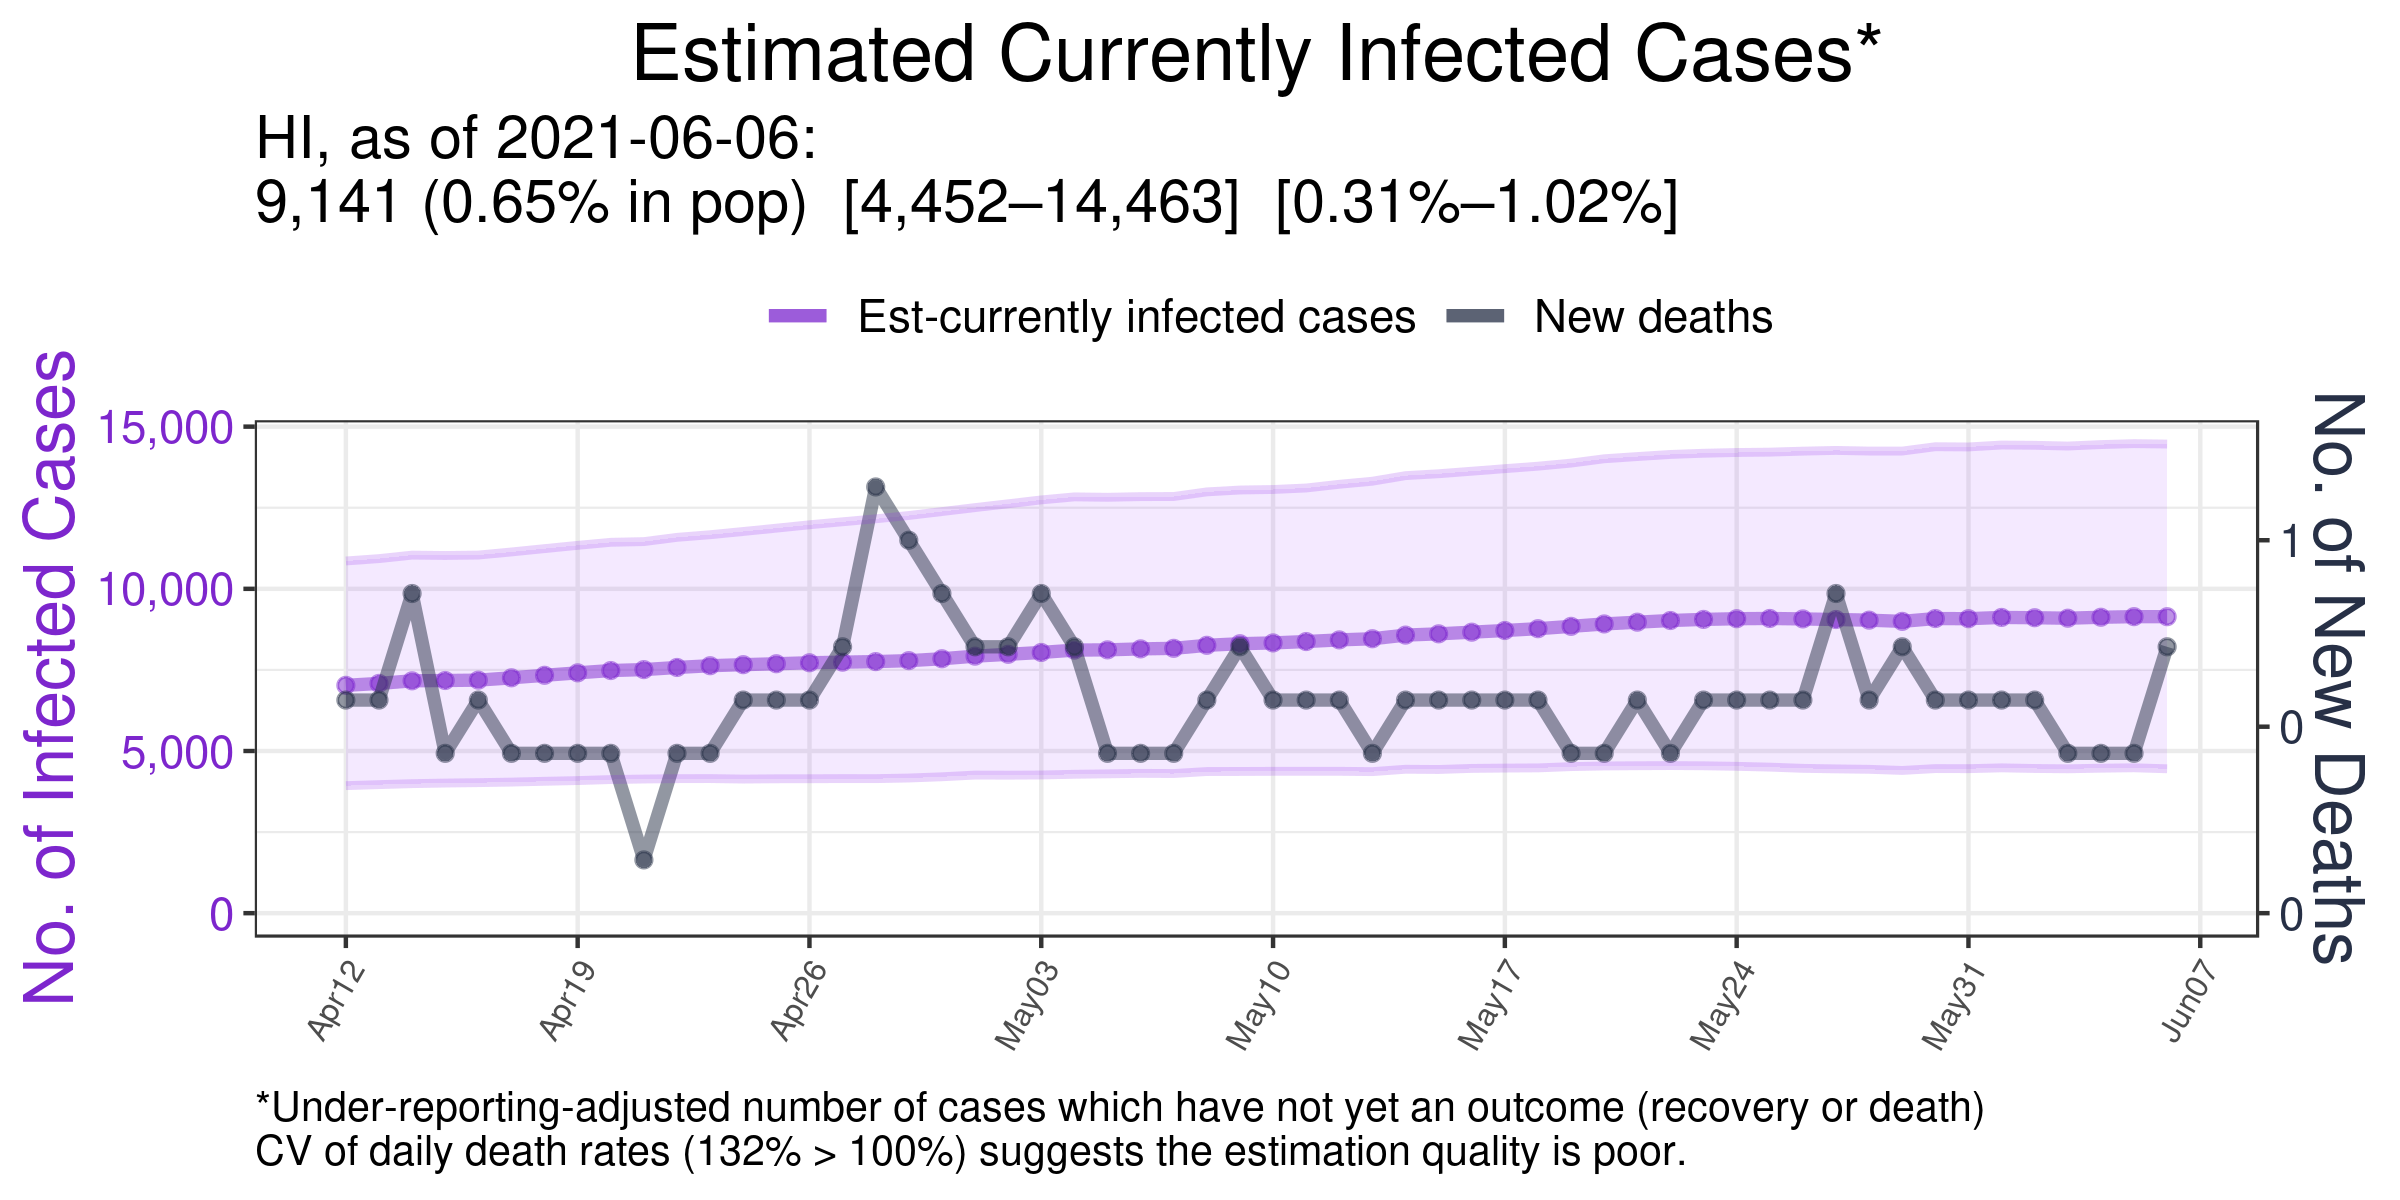 Estimated Currently Infected Cases*
HI, as of 2021-06-06:
9,141 (0.65% in pop)  [4,452–14,463]  [0.31%–1.02%]
Est-currently infected cases
New deaths
No. of Infected Cases
15,000
10,000
5,000
0
1
0
0
No. of New Deaths
Apr12
Apr19
Apr26
May03
May10
May17
May24
May31
Jun07
*Under-reporting-adjusted number of cases which have not yet an outcome (recovery or death)
CV of daily death rates (132% > 100%) suggests the estimation quality is poor.